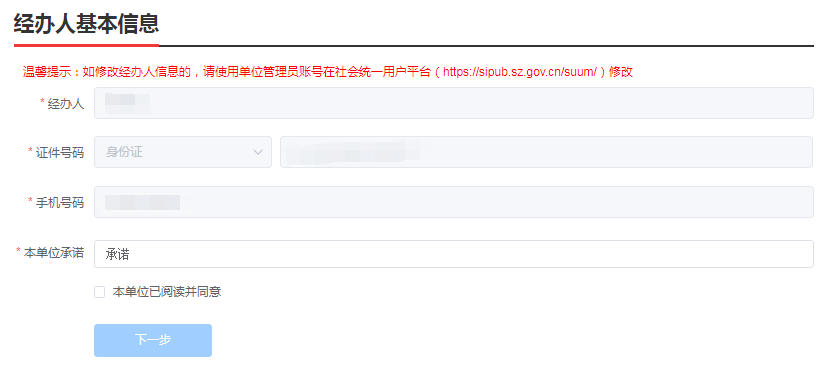 经办人基本信息
温馨提示：如修改经办人信息的，请使用单位管理员账号在社会统一用户平台（https://sipub.sz.gov.cn/suum/）修改
* 经办人
* 证件号码 身份证
* 手机号码
* 本单位承诺 承诺
本单位已阅读并同意
下一步